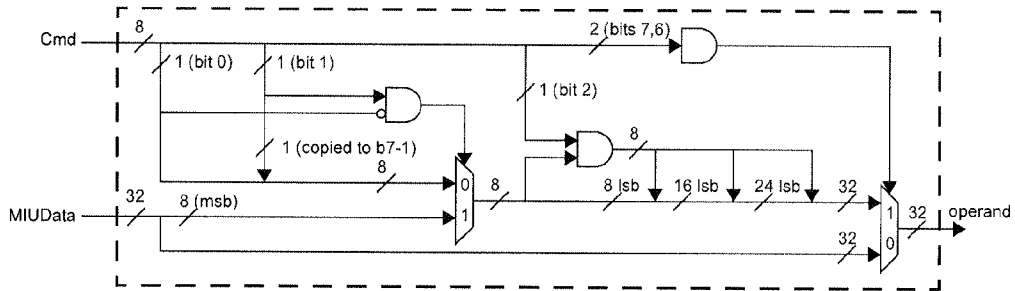 8
2 (bits 7,6)
Cmd
1 (bit 0)
1 (bit 1)
1 (bit 2)
1 (copied to b7-1)
8
8
0
8
8 lsb
16 lsb
24 lsb
32
32
8 (msb)
MIUData
1
1
32
operand
32
0